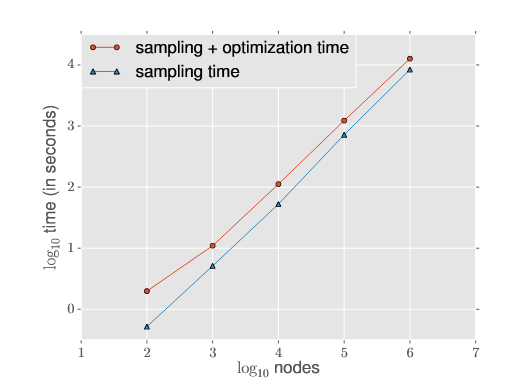 sampling + optimization time
sampling time
log10 time (in seconds)
4
3
2
1
0
1 2 3 4 5 6 7
log10 nodes